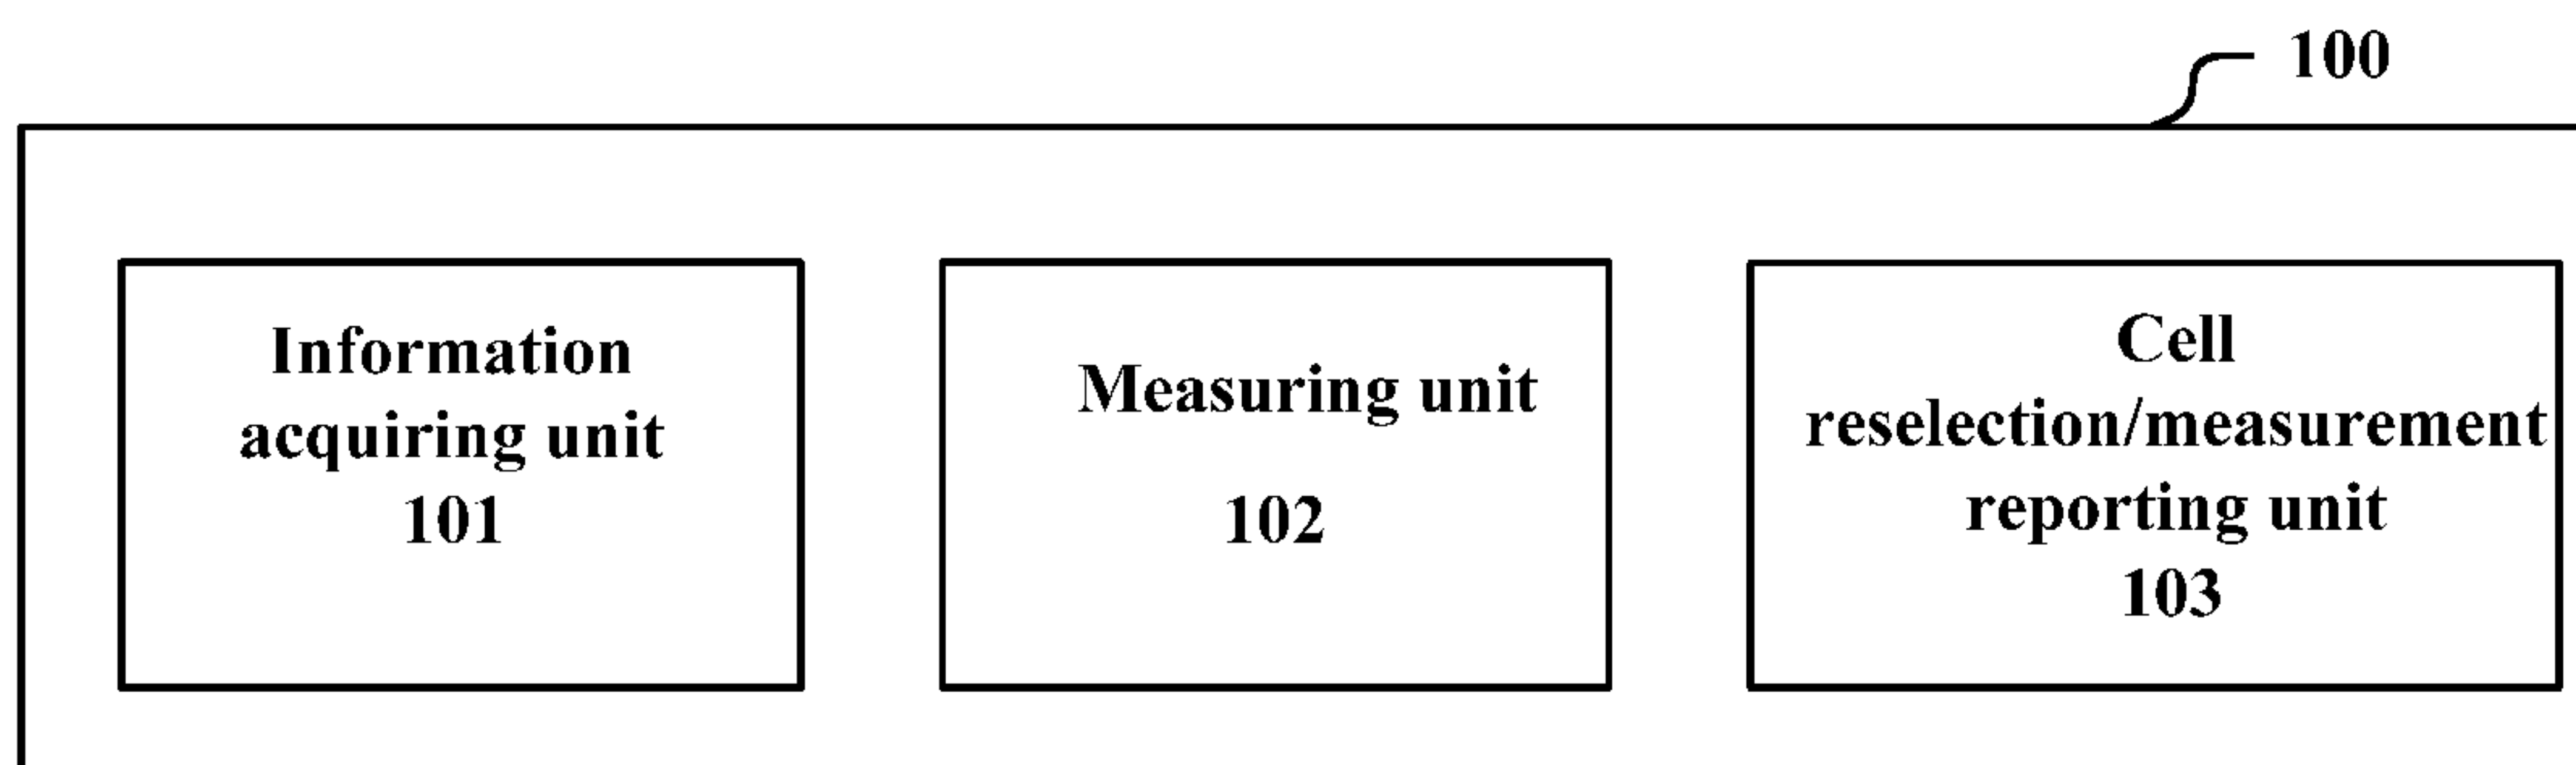 100
Information
acquiring unit
101
Measuring unit
102
Cell
reselection/measurement
reporting unit
103